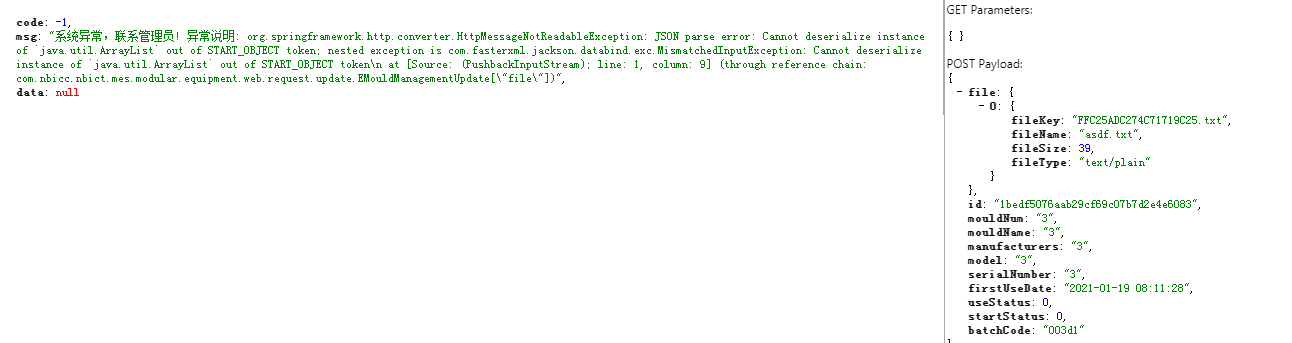 code: -1,
msg: "系统异常，联系管理员！异常说明: org.springframework.http.converter.HttpMessageNotReadableException: JSON parse error: Cannot deserialize instance
of `java.util.ArrayList` out of START_OBJECT token; nested exception is com.fasterxml.jackson.databind.exc.MismatchedInputException: Cannot deserialize
instance of `java.util.ArrayList` out of START_OBJECT token\n at [Source: (PushbackInputStream); line: 1, column: 9] (through reference chain:
com.nbicc.nbict.mes.modular.equipment.web.request.update.EMouldManagementUpdate[\"file\"])",
data: null
GET Parameters:
{ }
POST Payload:
{
- file: {
- 0: {
fileKey: "FFC25ADC274C71719C25.txt",
fileName: "asdf.txt",
fileSize: 39,
fileType: "text/plain"
}
},
id: "1bedf5076aab29cf69c07b7d2e4e6083",
mouldNum: "3",
mouldName: "3",
manufacturers: "3",
model: "3",
serialNumber: "3",
firstUseDate: "2021-01-19 08:11:28",
useStatus: 0,
startStatus: 0,
batchCode: "003d1"